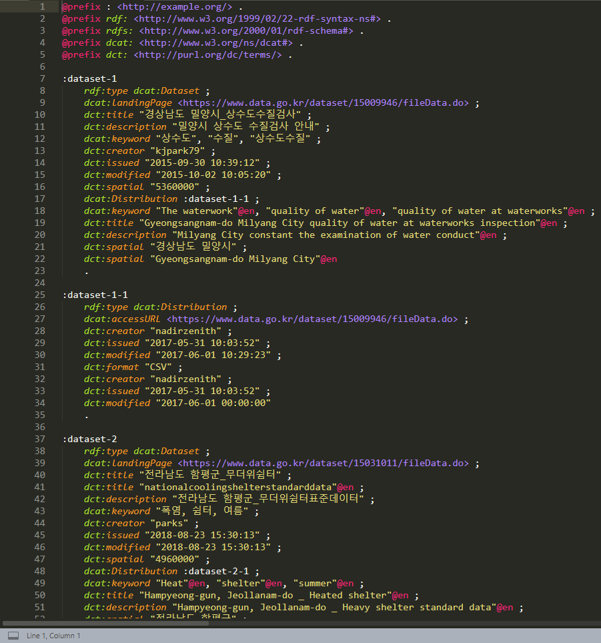 1 @prefix : <http://example.org/> .
2 @prefix rdf: <http://www.w3.org/1999/02/22-rdf-syntax-ns#> .
3 @prefix rdfs: <http://www.w3.org/2000/01/rdf-schema#> .
4 @prefix dcat: <http://www.w3.org/ns/dcat#> .
5 @prefix dct: <http://purl.org/dc/terms/> .
6
7 :dataset-1
8 rdf:type dcat:Dataset ;
9 dcat:landingPage <https://www.data.go.kr/dataset/15009946/fileData.do> ;
10 dct:title "경상남도 밀양시_상수도수질검사" ;
11 dct:description "밀양시 상수도 수질검사 안내" ;
12 dcat:keyword "상수도", "수질", "상수도수질" ;
13 dct:creator "kjpark79" ;
14 dct:issued "2015-09-30 10:39:12" ;
15 dct:modified "2015-10-02 10:05:20" ;
16 dct:spatial "5360000" ;
17 dcat:Distribution :dataset-1-1 ;
18 dcat:keyword "The waterwork"@en, "quality of water"@en, "quality of water at waterworks"@en ;
19 dct:title "Gyeongsangnam-do Milyang City quality of water at waterworks inspection"@en ;
20 dct:description "Milyang City constant the examination of water conduct"@en ;
21 dct:spatial "경상남도 밀양시" ;
22 dct:spatial "Gyeongsangnam-do Milyang City"@en
23 .
24
25 :dataset-1-1
26 rdf:type dcat:Distribution ;
27 dcat:accessURL <https://www.data.go.kr/dataset/15009946/fileData.do> ;
28 dct:creator "nadirzenith" ;
29 dct:issued "2017-05-31 10:03:52" ;
30 dct:modified "2017-06-01 10:29:23" ;
31 dct:format "CSV" ;
32 dct:creator "nadirzenith" ;
33 dct:issued "2017-05-31 10:03:52" ;
34 dct:modified "2017-06-01 00:00:00"
35 .
36
37 :dataset-2
38 rdf:type dcat:Dataset ;
39 dcat:landingPage <https://www.data.go.kr/dataset/15031011/fileData.do> ;
40 dct:title "전라남도 함평군_무더위쉼터" ;
41 dct:title "nationalcoolingshelterstandarddata"@en ;
42 dct:description "전라남도 함평군_무더위쉼터표준데이터" ;
43 dcat:keyword "폭염, 쉼터, 여름" ;
44 dct:creator "parks" ;
45 dct:issued "2018-08-23 15:30:13" ;
46 dct:modified "2018-08-23 15:30:13" ;
47 dct:spatial "4960000" ;
48 dcat:Distribution :dataset-2-1 ;
49 dcat:keyword "Heat"@en, "shelter"@en, "summer"@en ;
50 dct:title "Hampyeong-gun, Jeollanam-do _ Heated shelter"@en ;
51 dct:description "Hampyeong-gun, Jeollanam-do _ Heavy shelter standard data"@en ;
Line 1, Column 1